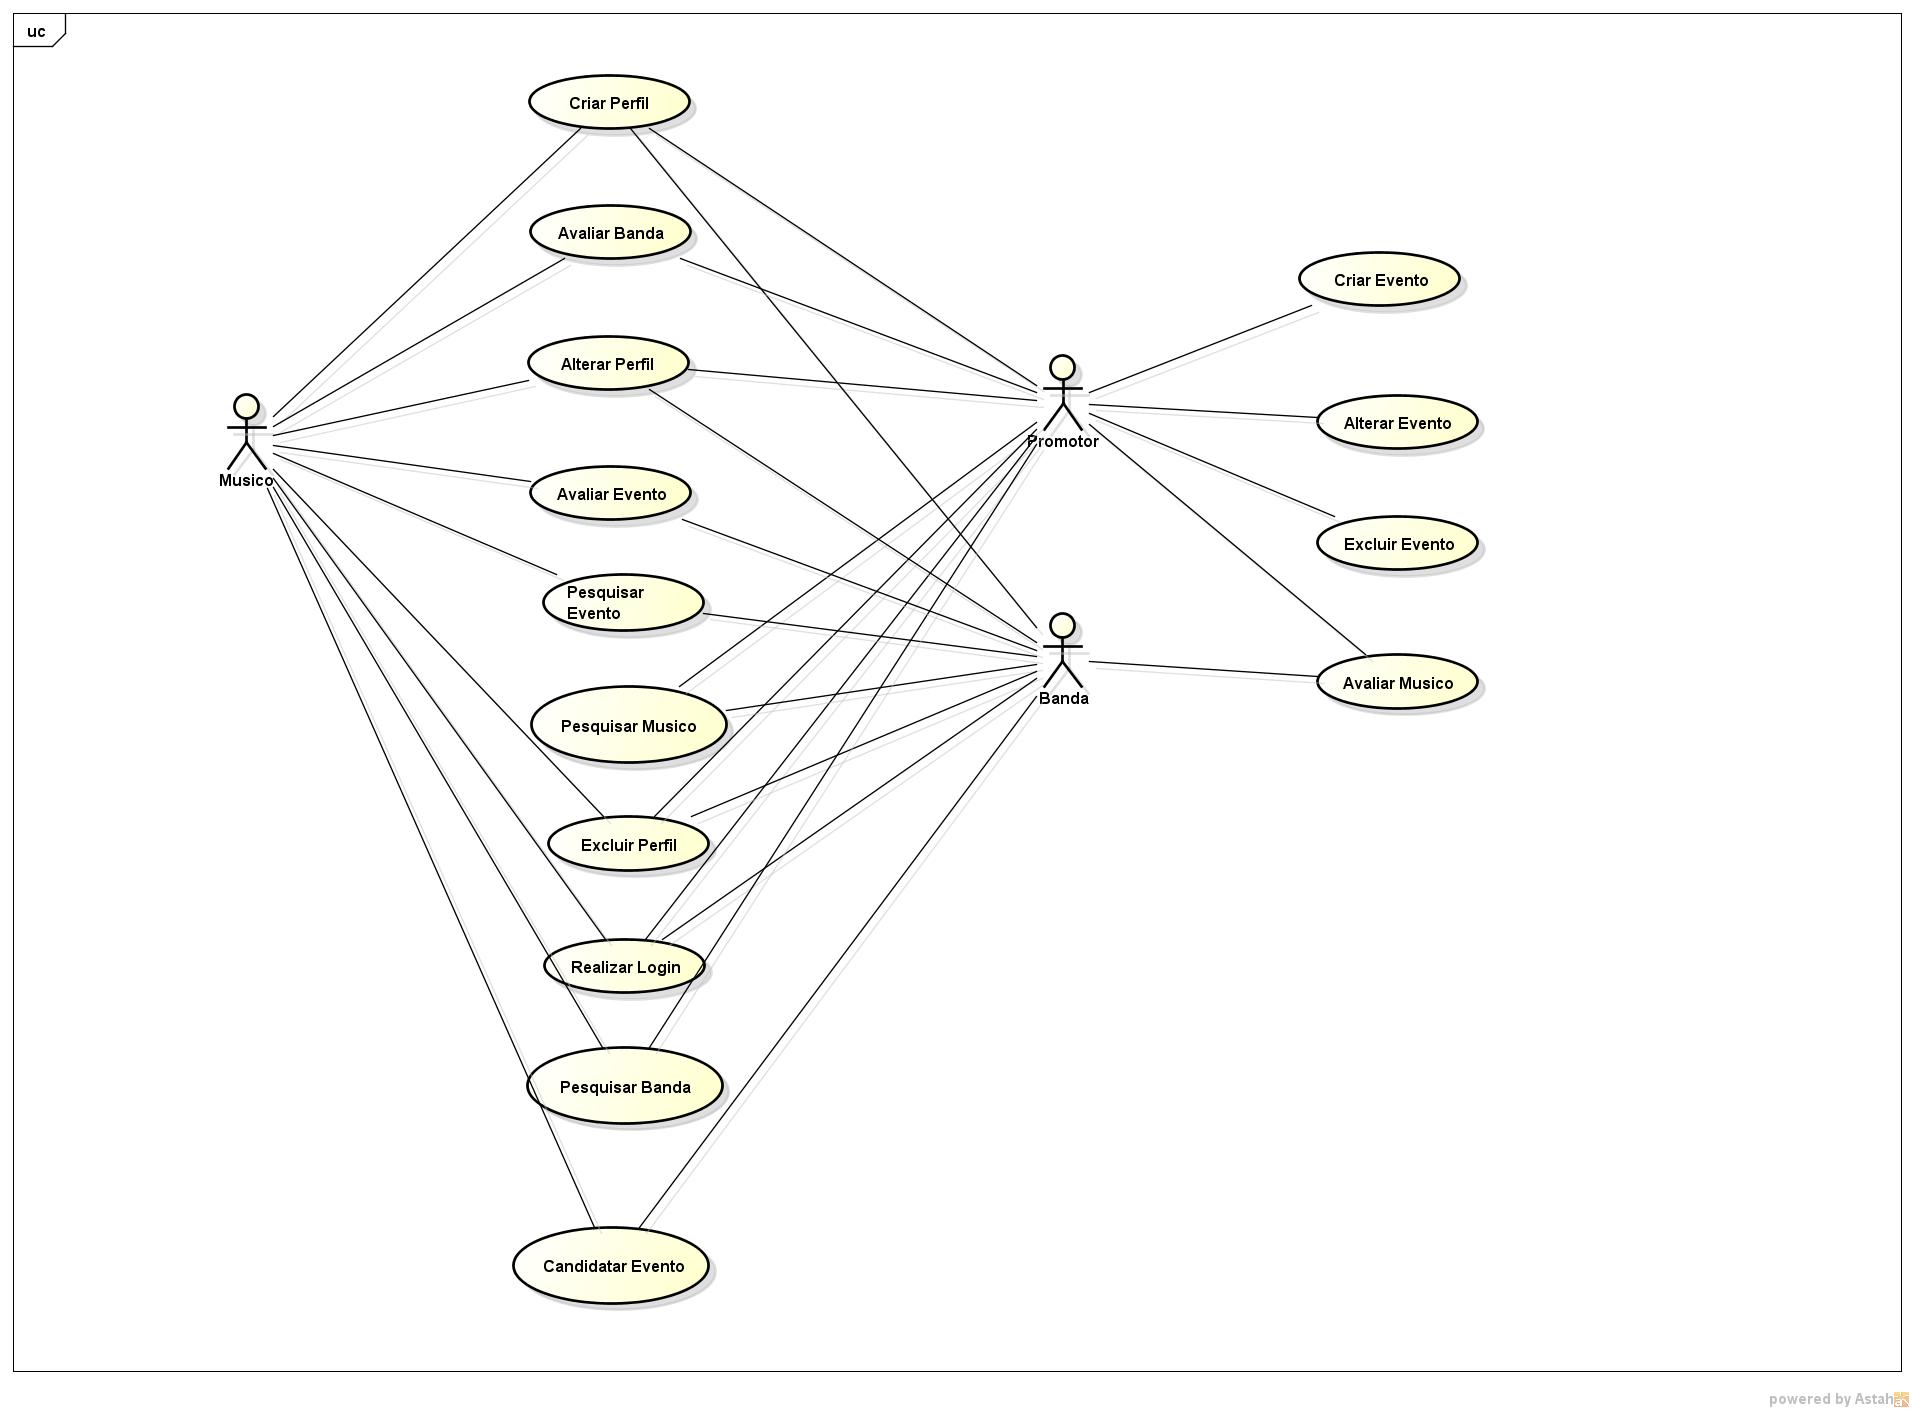 uc
Criar Perfil
Avaliar Banda
Criar Evento
Alterar Perfil
Alterar Evento
Promotor
Musico
Avaliar Evento
Excluir Evento
Pesquisar
Evento
Avaliar Musico
Banda
Pesquisar Musico
Excluir Perfil
Realizar Login
Pesquisar Banda
Candidatar Evento
powered by Astah